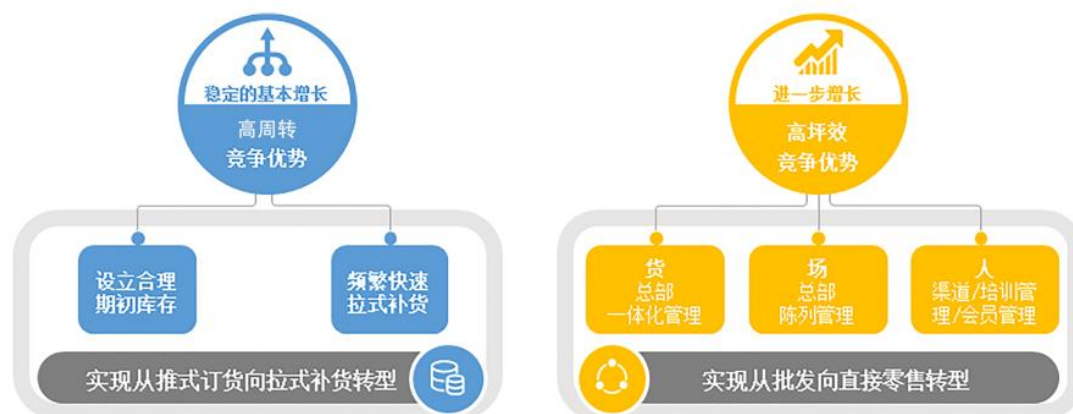 稳定的基本增长
高周转
竞争优势
设立合理
期初库存
频繁快速
拉式补货
实现从推式订货向拉式补货转型
进一步增长
高坪效
竞争优势
货
总部
一体化管理
场
总部
陈列管理
人
渠道/培训管
理/会员管理
实现从批发向直接零售转型